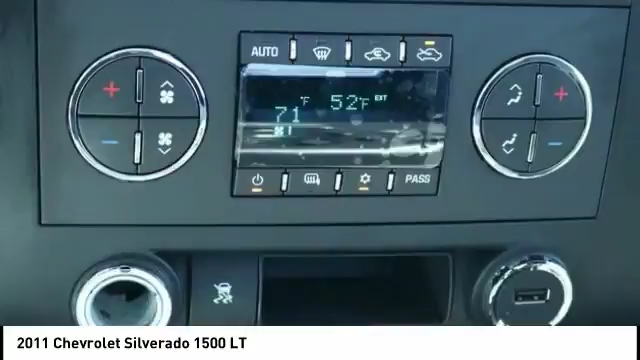 AUTO
52°F EXT
°F
71
PASS
2011 Chevrolet Silverado 1500 LT